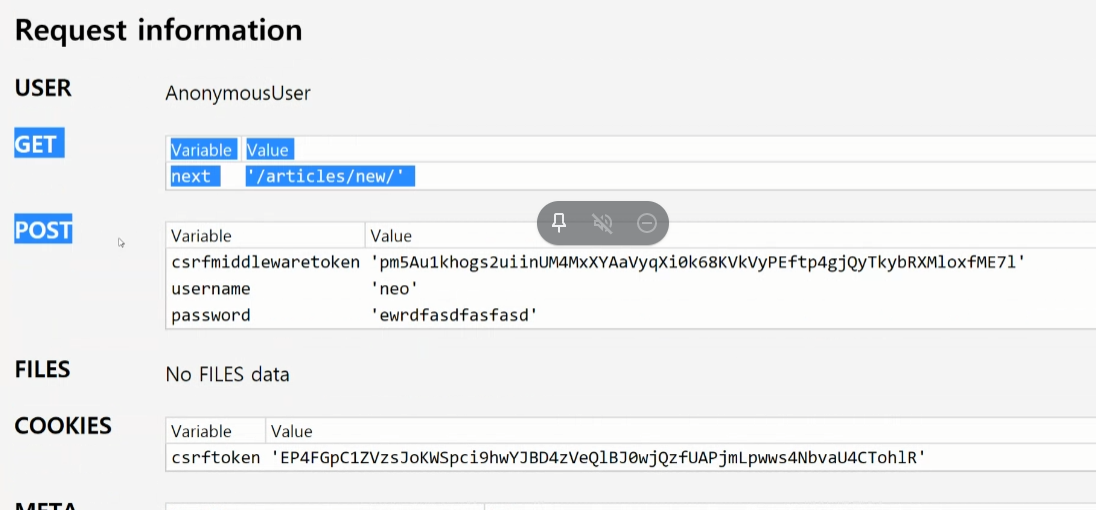 Request information
USER AnonymousUser
GET Variable Value
next '/articles/new/'
POST Variable Value
csrfmiddlewaretoken 'pm5Au1khogs2uiinUM4MxXYAaVyqXi0k68KVkVyPEftp4gjQyTkybRXMloxfME7l'
username 'neo'
password 'ewrdfasdfasfasd'
FILES No FILES data
COOKIES Variable Value
csrftoken 'EP4FGpC1ZVzsJoKWSpci9hwYJBD4zVeQlBJ0wjQzfUAPjmLpwws4NbvaU4CTohlR'
META